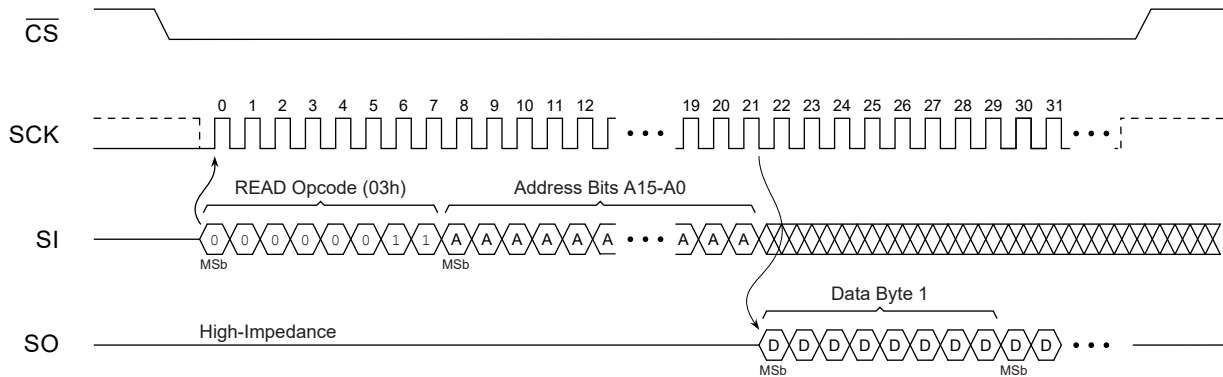 CS
0 1 2 3 4 5 6 7 8 9 10 11 12 19 20 21 22 23 24 25 26 27 28 29 30 31
SCK
READ Opcode (03h) Address Bits A15-A0
SI 0 0 0 0 0 0 1 1 A A A A A A A A A
MSb MSb
Data Byte 1
High-Impedance
SO D D D D D D D D D D
MSb MSb